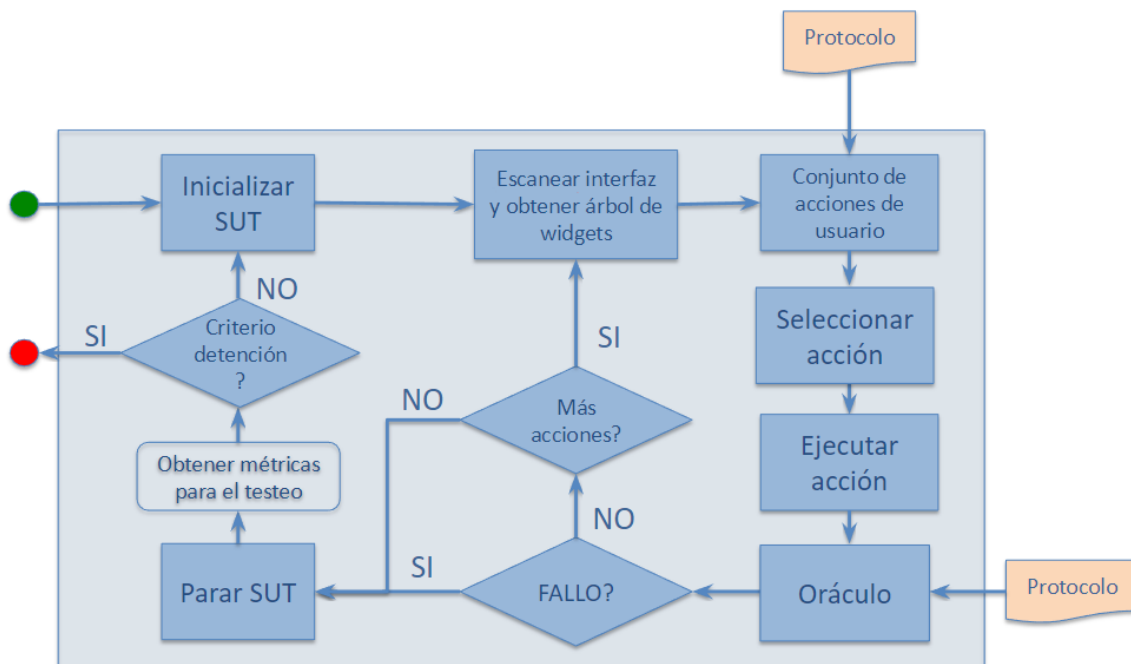 Protocolo
Inicializar
SUT
Escanear interfaz
y obtener árbol de
widgets
Conjunto de
acciones de
usuario
NO
SI
Criterio
detención
?
SI
Seleccionar
acción
NO
Más
acciones?
Ejecutar
acción
Obtener métricas
para el testeo
NO
Parar SUT
SI
FALLO?
Oráculo
Protocolo